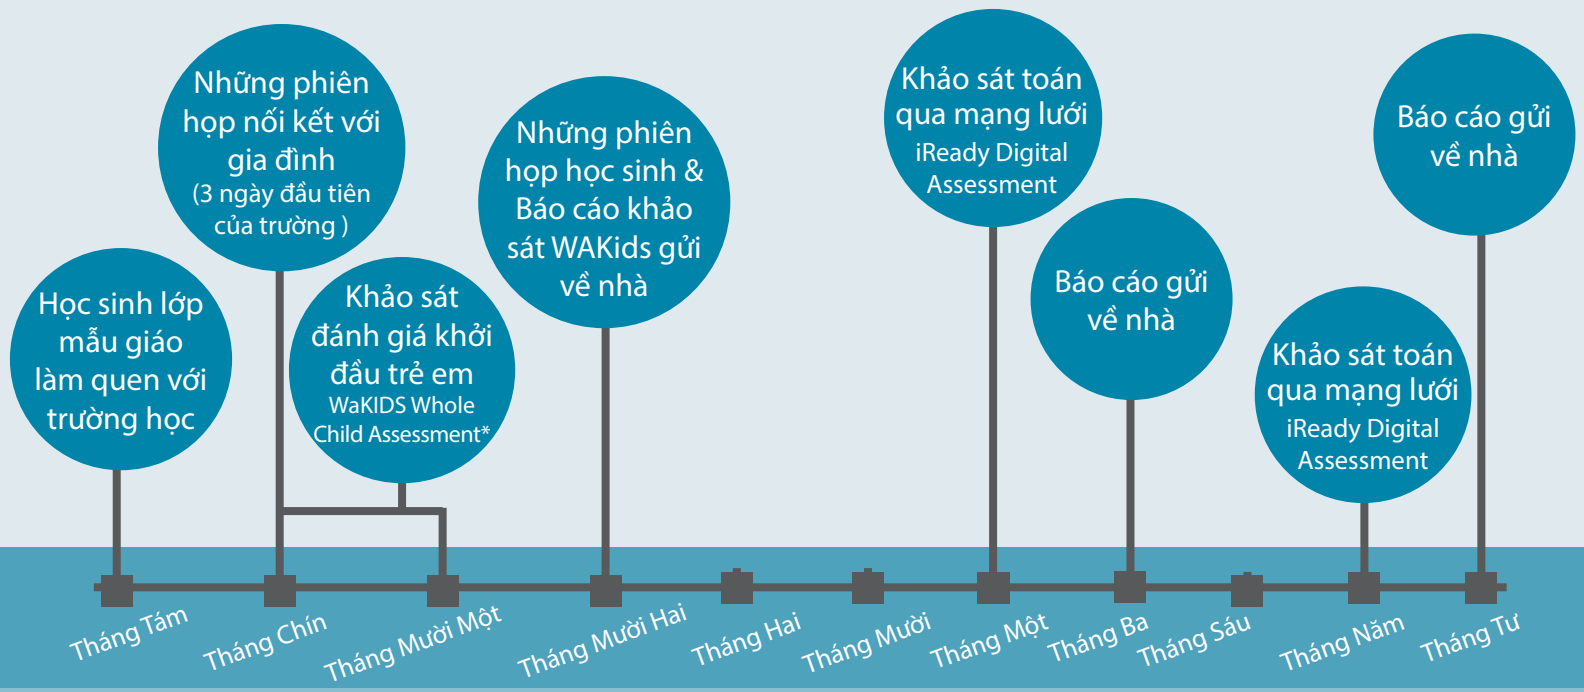 Học sinh lớp
mẫu giáo
làm quen với
trường học
Những phiên
họp nối kết với
gia đình
(3 ngày đầu tiên
của trường )
Khảo sát
đánh giá khởi
đầu trẻ em
WaKIDS Whole
Child Assessment*
Những phiên
họp học sinh &
Báo cáo khảo
sát WAKids gửi
về nhà
Khảo sát toán
qua mạng lưới
iReady Digital
Assessment
Báo cáo gửi
về nhà
Khảo sát toán
qua mạng lưới
iReady Digital
Assessment
Báo cáo gửi
về nhà
Tháng Tám
Tháng Chín
Tháng Mười Một
Tháng Mười Hai
Tháng Hai
Tháng Mười
Tháng Một
Tháng Ba
Tháng Sáu
Tháng Năm
Tháng Tư